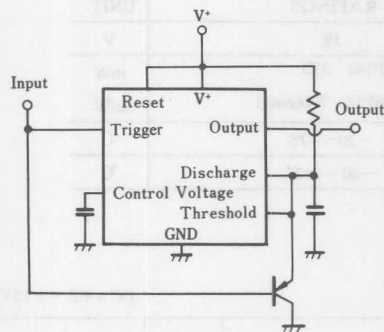 V⁺
Input
Reset
V⁺
Trigger
Output
Output
Discharge
Control Voltage
Threshold
GND